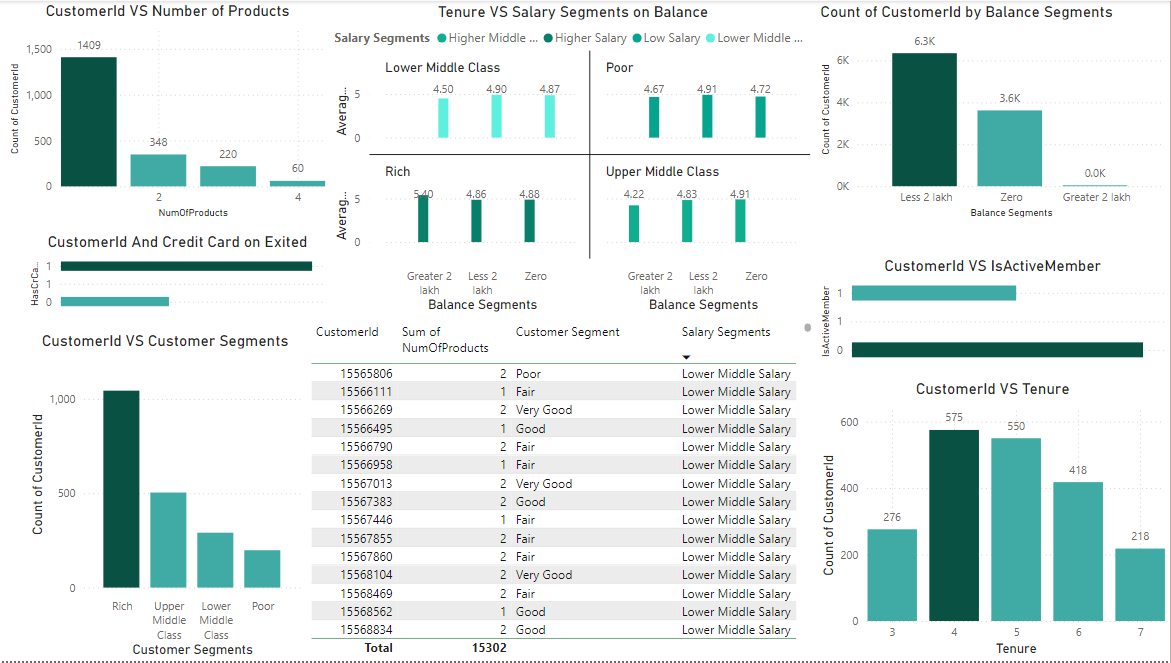 CustomerId VS Number of Products
Count of CustomerId
1,500
1,000
500
0
1409
348
220
60
2
4
NumOfProducts
Tenure VS Salary Segments on Balance
Salary Segments Higher Middle ... Higher Salary Low Salary Lower Middle ...
Lower Middle Class
Averag...
5
0
4.50
4.90
4.87
Poor
4.67
4.91
4.72
Rich
Averag...
5
0
5.40
4.86
4.88
Upper Middle Class
4.22
4.83
4.91
Greater 2
lakh
Less 2
lakh
Zero
Balance Segments
Greater 2
lakh
Less 2
lakh
Zero
Balance Segments
Count of CustomerId by Balance Segments
Count of CustomerId
6K
4K
2K
0K
6.3K
3.6K
0.0K
Less 2 lakh
Zero
Greater 2 lakh
Balance Segments
CustomerId And Credit Card on Exited
HasCrCa...
1
1
0
CustomerId VS IsActiveMember
IsActiveMember
1
1
0
CustomerId VS Customer Segments
Count of CustomerId
1,000
500
0
Rich
Upper
Middle
Class
Lower
Middle
Class
Poor
Customer Segments
CustomerId Sum of NumOfProducts Customer Segment Salary Segments
15565806 2 Poor Lower Middle Salary
15566111 1 Fair Lower Middle Salary
15566269 2 Very Good Lower Middle Salary
15566495 1 Good Lower Middle Salary
15566790 2 Fair Lower Middle Salary
15566958 1 Fair Lower Middle Salary
15567013 2 Very Good Lower Middle Salary
15567383 2 Good Lower Middle Salary
15567446 1 Fair Lower Middle Salary
15567855 2 Fair Lower Middle Salary
15567860 2 Fair Lower Middle Salary
15568104 2 Very Good Lower Middle Salary
15568469 2 Fair Lower Middle Salary
15568562 1 Good Lower Middle Salary
15568834 2 Good Lower Middle Salary
Total 15302
CustomerId VS Tenure
Count of CustomerId
600
400
200
0
276
575
550
418
218
3
4
5
6
7
Tenure